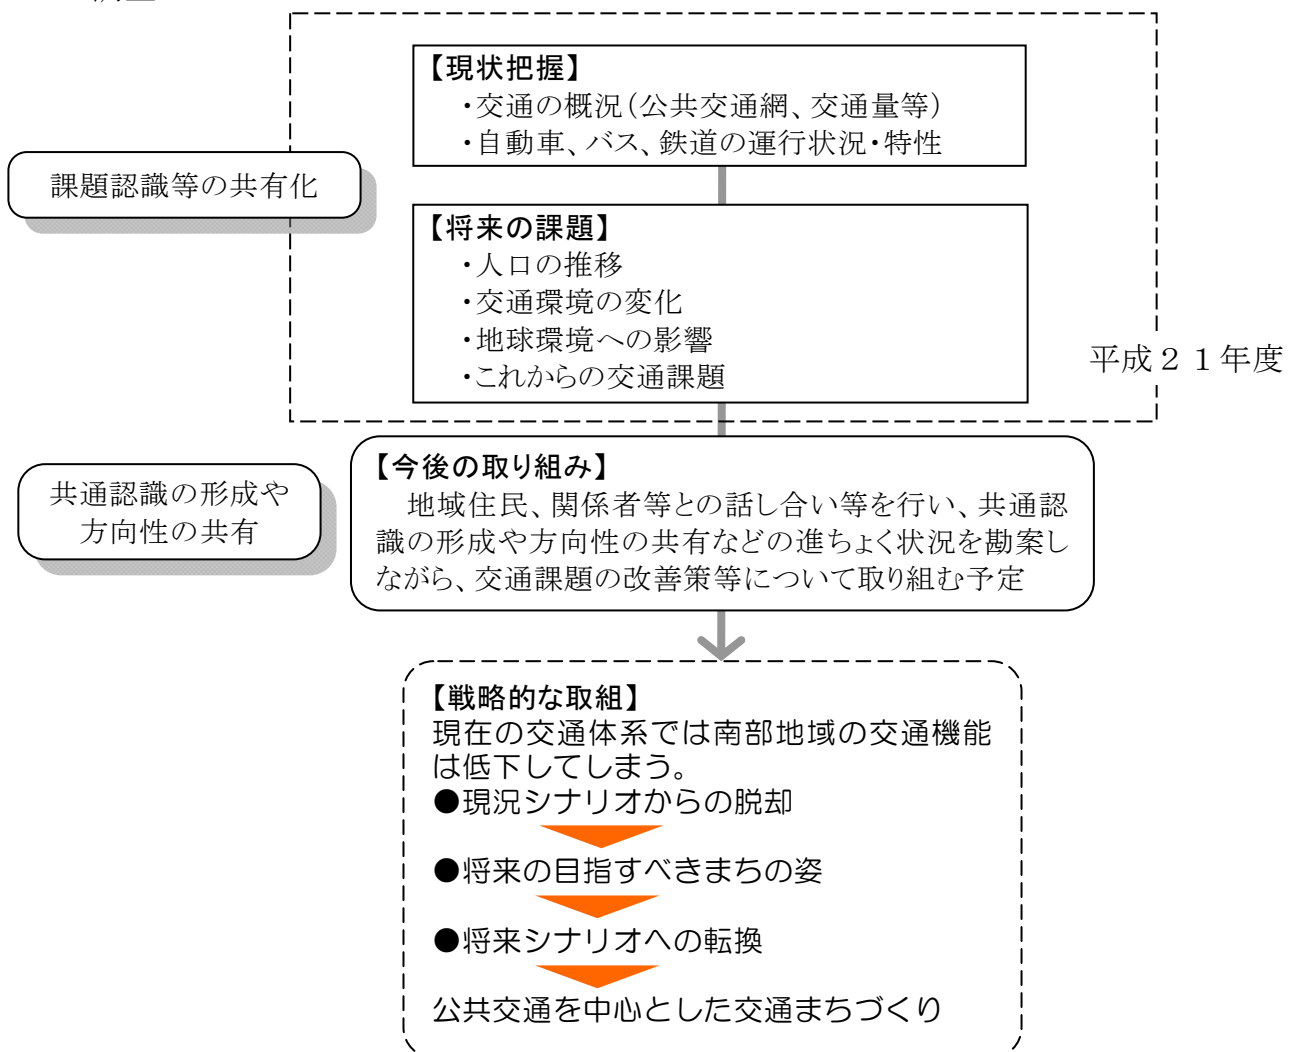 【現状把握】
・交通の概況（公共交通網、交通量等）
・自動車、バス、鉄道の運行状況・特性
課題認識等の共有化
【将来の課題】
・人口の推移
・交通環境の変化
・地球環境への影響
・これからの交通課題
平成２１年度
【今後の取り組み】
地域住民、関係者等との話し合い等を行い、共通認
識の形成や方向性の共有などの進ちょく状況を勘案し
ながら、交通課題の改善策等について取り組む予定
共通認識の形成や
方向性の共有
【戦略的な取組】
現在の交通体系では南部地域の交通機能
は低下してしまう。
●現況シナリオからの脱却
●将来の目指すべきまちの姿
●将来シナリオへの転換
公共交通を中心とした交通まちづくり